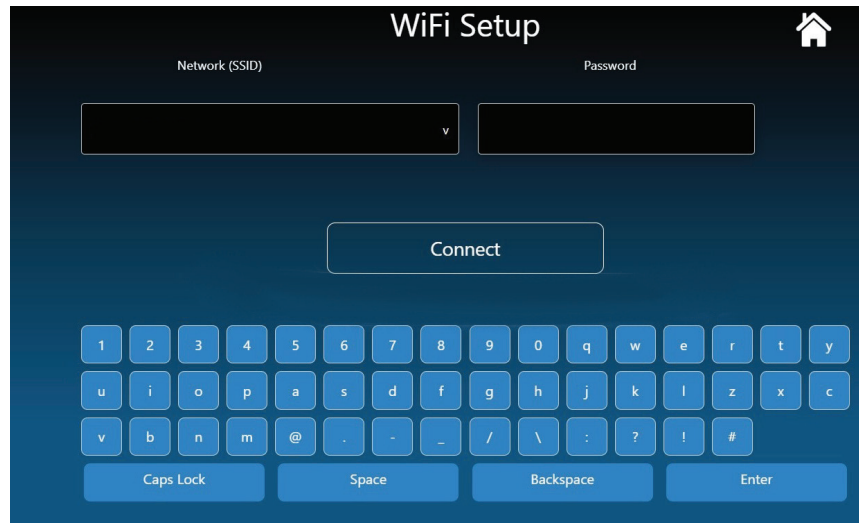 WiFi Setup
Network (SSID) Password
v
Connect
1 2 3 4 5 6 7 8 9 0 q w e r t y
u i o p a s d f g h j k l z x c
v b n m @ . - _ / \ : ? ! #
Caps Lock Space Backspace Enter